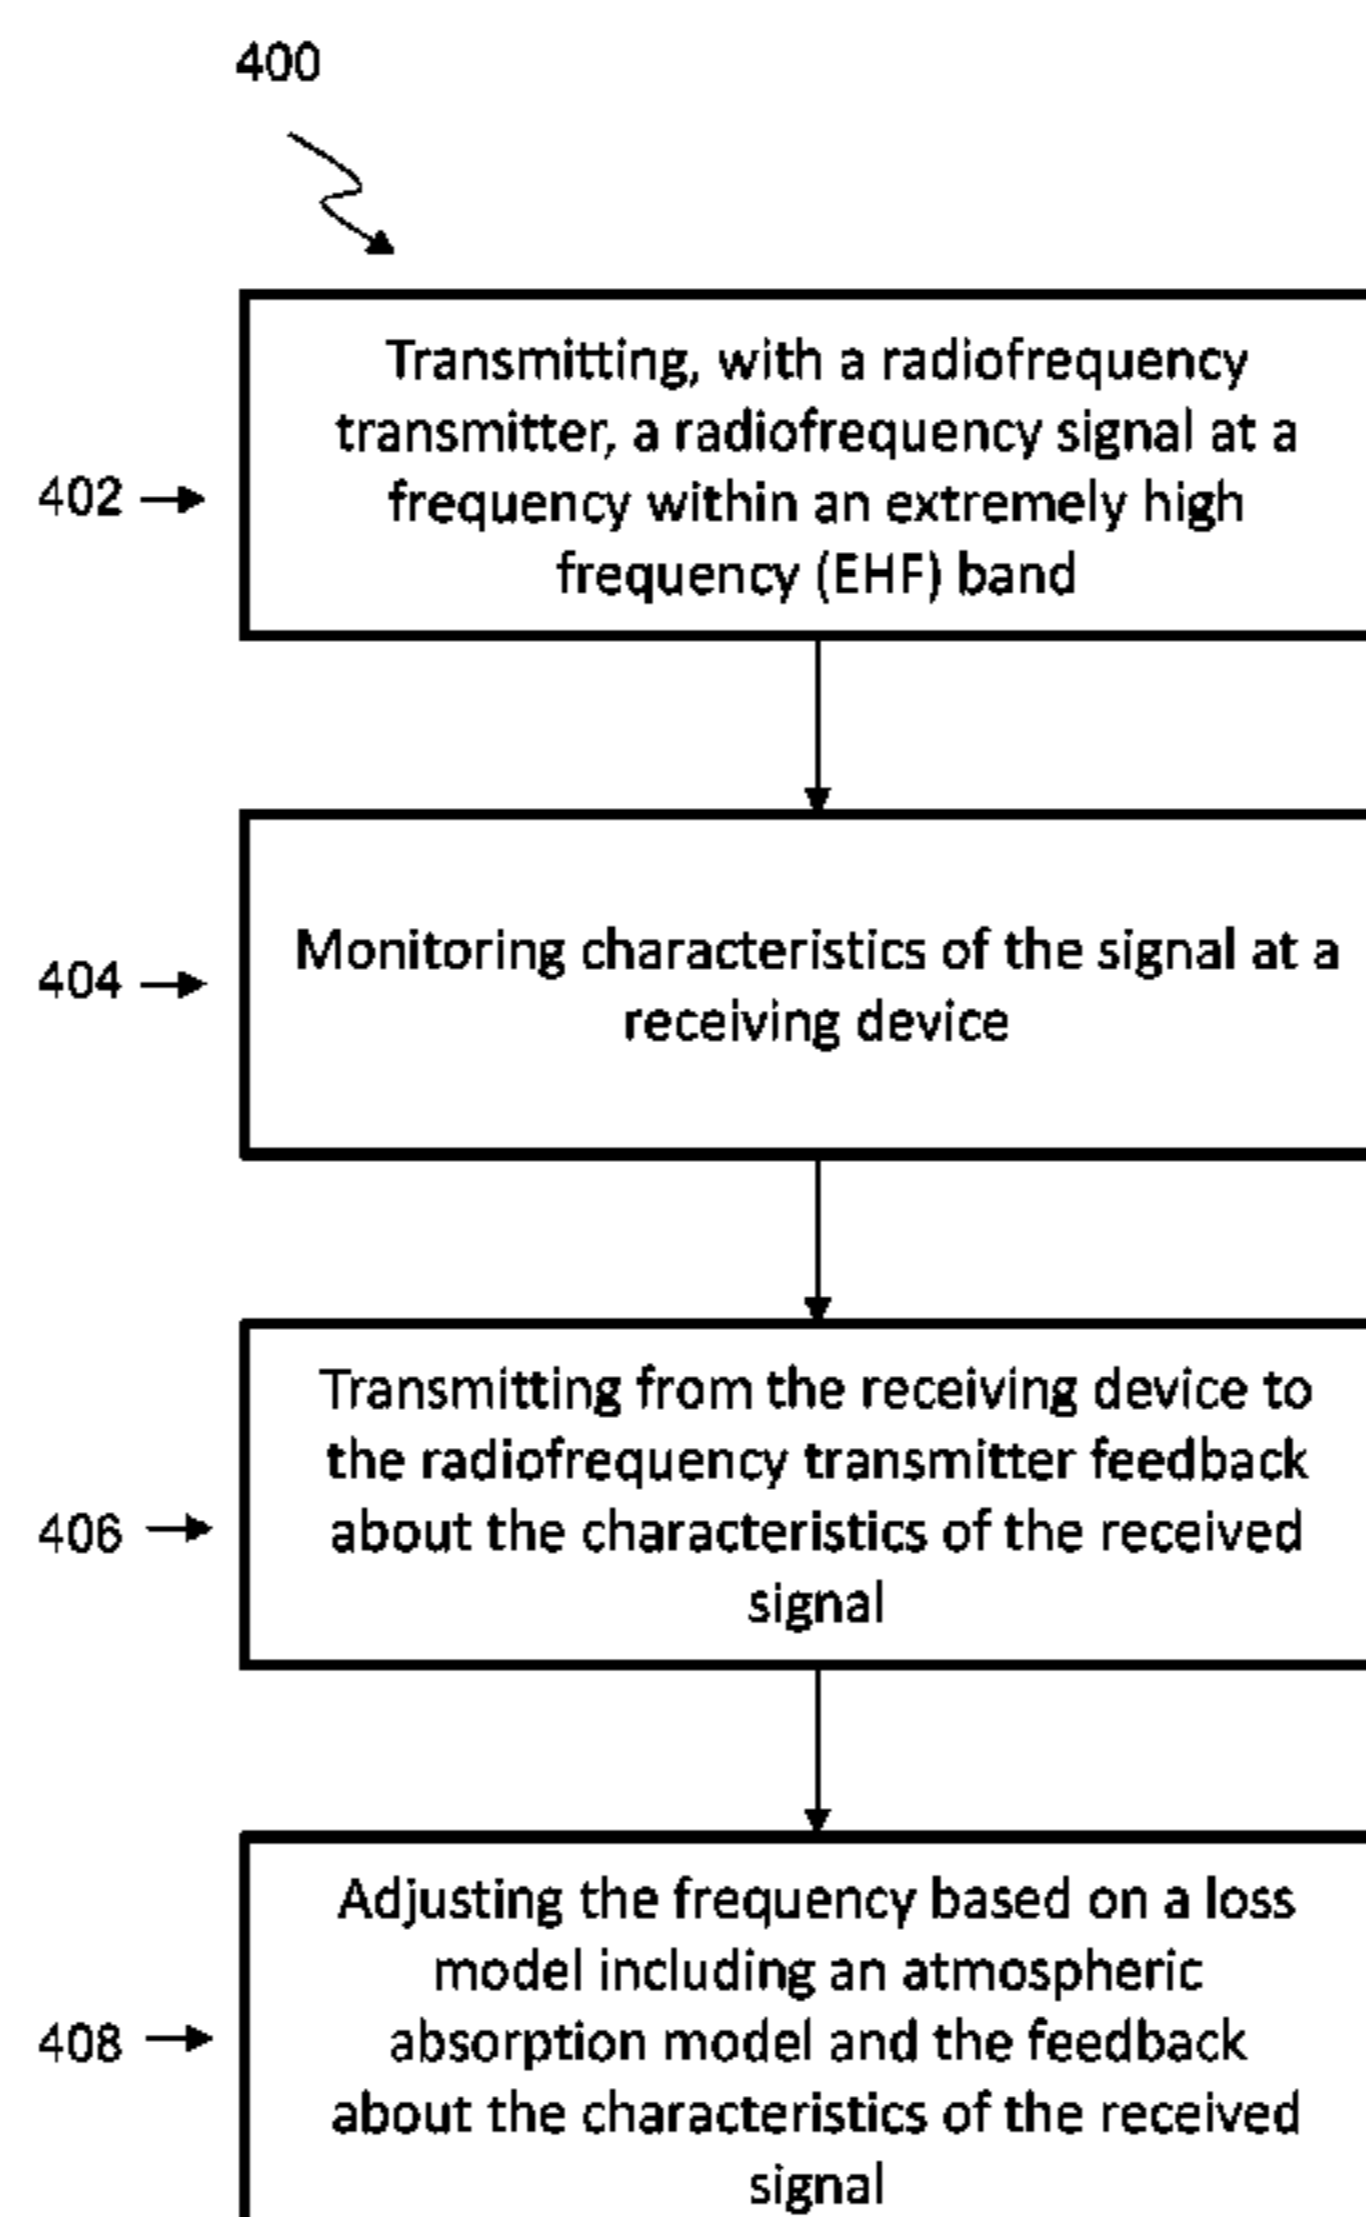 400
Transmitting, with a radiofrequency
transmitter, a radiofrequency signal at a
frequency within an extremely high
frequency (EHF) band
402
Monitoring characteristics of the signal at a
receiving device
404
Transmitting from the receiving device to
the radiofrequency transmitter feedback
about the characteristics of the received
signal
406
Adjusting the frequency based on a loss
model including an atmospheric
absorption model and the feedback
about the characteristics of the received
signal
408